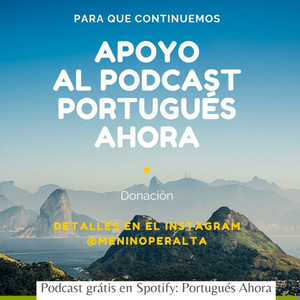 PARA QUE CONTINUEMOS
APOYO
AL PODCAST
PORTUGUÉS
AHORA
Donación
DETALLES EN EL INSTAGRAM
@MENINOPERALTA
Podcast grátis en Spotify: Portugués Ahora